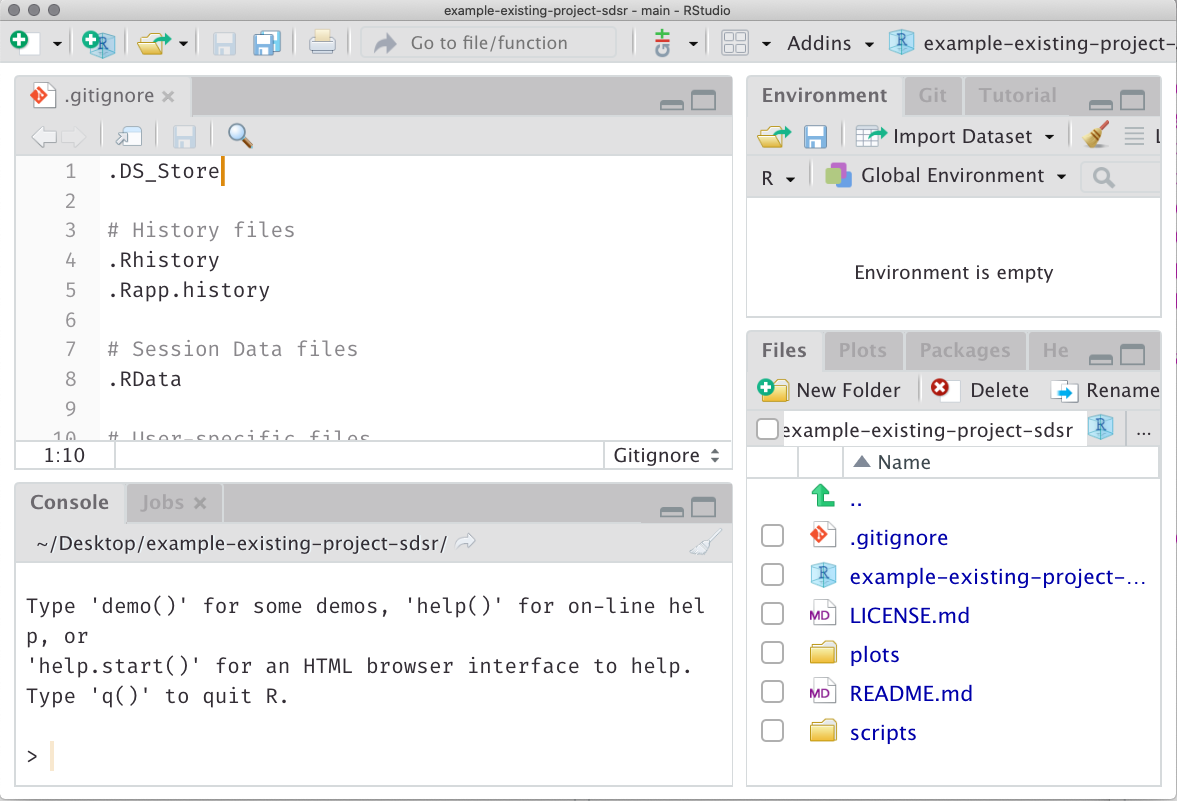 example-existing-project-sdsr - main - RStudio
Go to file/function
Addins
example-existing-project-
.gitignore
1 .DS_Store
2
3 # History files
4 .Rhistory
5 .Rapp.history
6
7 # Session Data files
8 .RData
9
10 # User-specific files
1:10
Gitignore
Console Jobs
~/Desktop/example-existing-project-sdsr/
Type 'demo()' for some demos, 'help()' for on-line hel
p, or
'help.start()' for an HTML browser interface to help.
Type 'q()' to quit R.
>
Environment Git Tutorial
Import Dataset
R Global Environment
Environment is empty
Files Plots Packages He
New Folder Delete Rename
example-existing-project-sdsr ...
Name
..
.gitignore
example-existing-project-...
LICENSE.md
plots
README.md
scripts